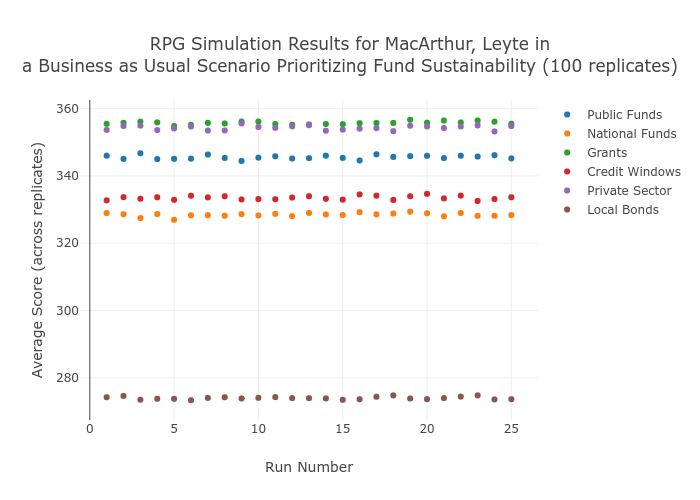 RPG Simulation Results for MacArthur, Leyte in
a Business as Usual Scenario Prioritizing Fund Sustainability (100 replicates)
Average Score (across replicates)
360
340
320
300
280
0
5
10
15
20
25
Run Number
Public Funds
National Funds
Grants
Credit Windows
Private Sector
Local Bonds